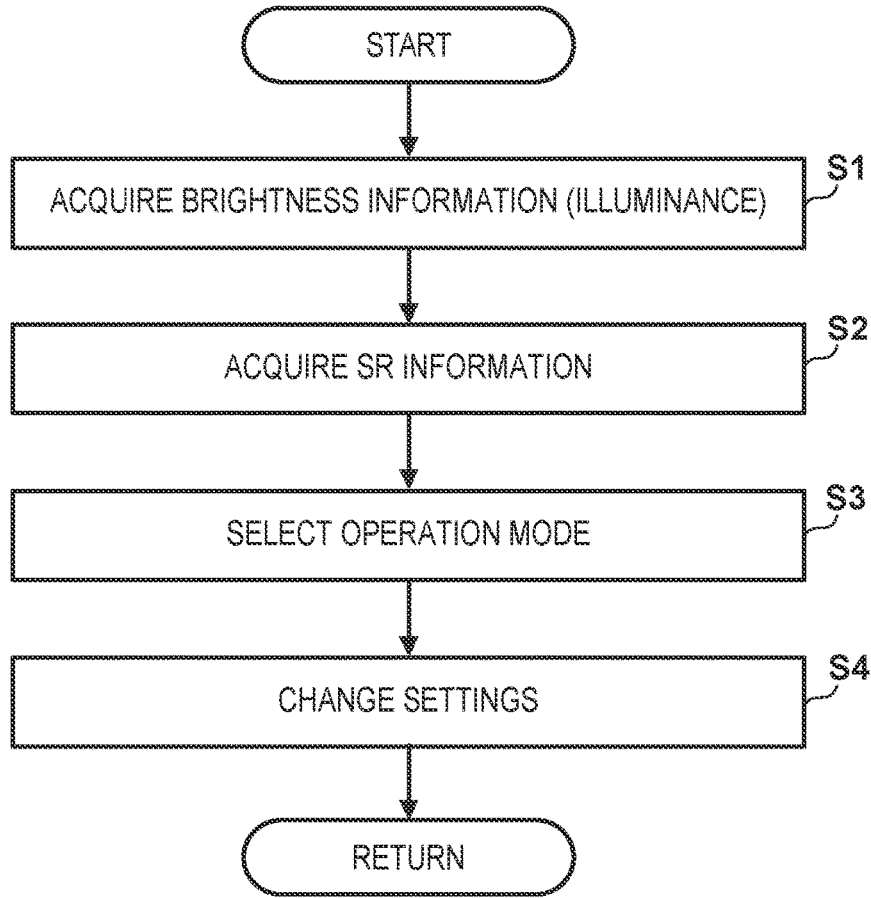 START
ACQUIRE BRIGHTNESS INFORMATION (ILLUMINANCE)
S1
ACQUIRE SR INFORMATION
S2
SELECT OPERATION MODE
S3
CHANGE SETTINGS
S4
RETURN